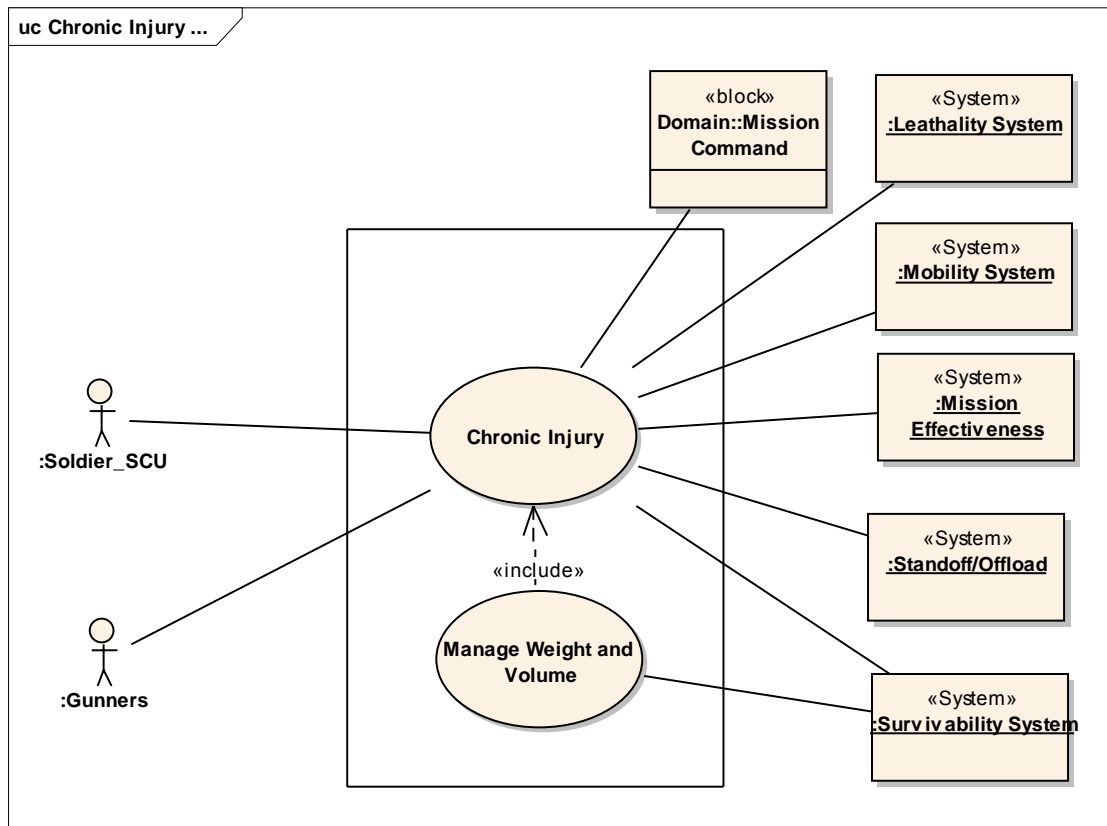 uc Chronic Injury ...
«block»
Domain::Mission
Command
«System»
:Leathality System
«System»
:Mobility System
«System»
:Mission
Effectiveness
Chronic Injury
:Soldier_SCU
«System»
:Standoff/Offload
«include»
Manage Weight and
Volume
:Gunners
«System»
:Survivability System